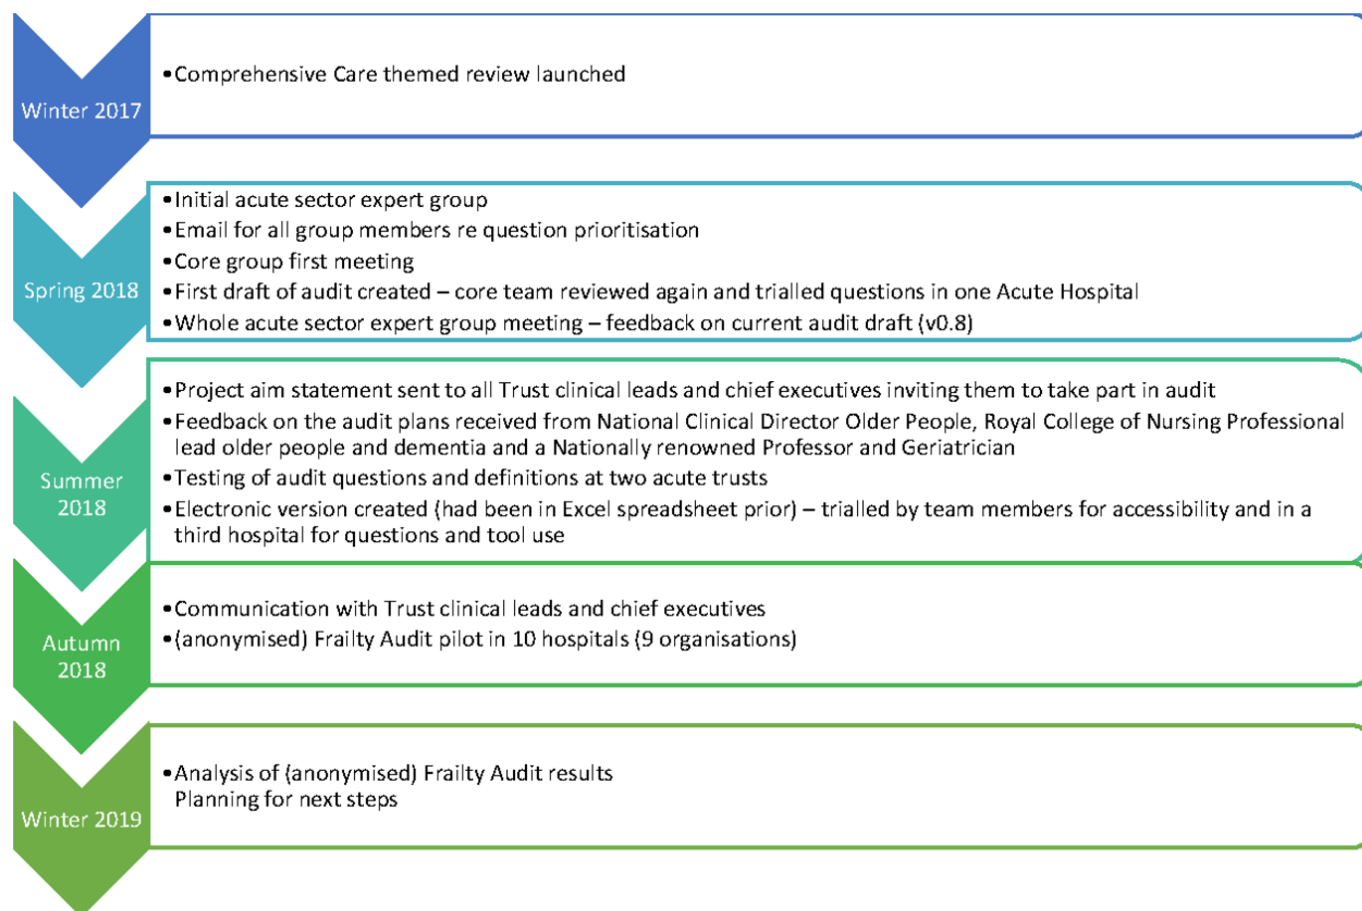 Winter 2017
•Comprehensive Care themed review launched
Spring 2018
•Initial acute sector expert group
•Email for all group members re question prioritisation
•Core group first meeting
•First draft of audit created – core team reviewed again and trialled questions in one Acute Hospital
•Whole acute sector expert group meeting – feedback on current audit draft (v0.8)
Summer
2018
•Project aim statement sent to all Trust clinical leads and chief executives inviting them to take part in audit
•Feedback on the audit plans received from National Clinical Director Older People, Royal College of Nursing Professional
lead older people and dementia and a Nationally renowned Professor and Geriatrician
•Testing of audit questions and definitions at two acute trusts
•Electronic version created (had been in Excel spreadsheet prior) – trialled by team members for accessibility and in a
third hospital for questions and tool use
Autumn
2018
•Communication with Trust clinical leads and chief executives
•(anonymised) Frailty Audit pilot in 10 hospitals (9 organisations)
Winter 2019
•Analysis of (anonymised) Frailty Audit results
Planning for next steps